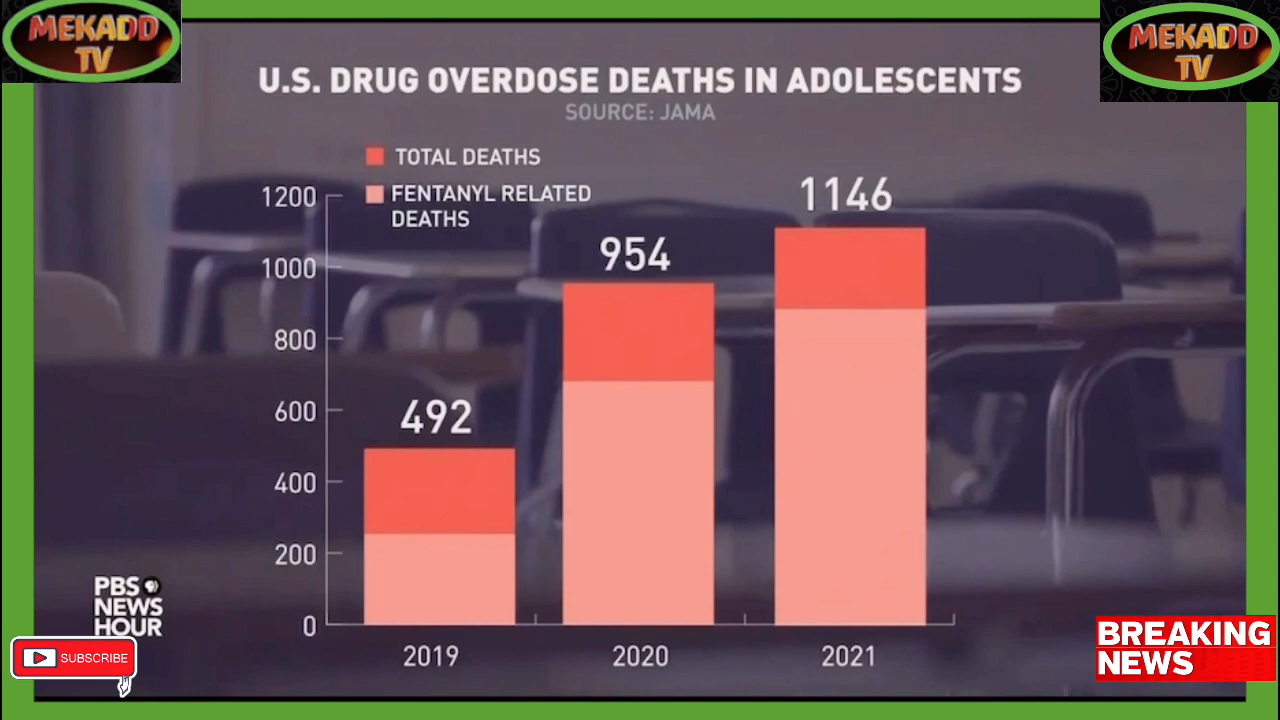 MEKADD
TV
MEKADD
TV
U.S. DRUG OVERDOSE DEATHS IN ADOLESCENTS
SOURCE: JAMA
TOTAL DEATHS
FENTANYL RELATED
DEATHS
1200
1000
800
600
400
200
0
492
954
1146
2019
2020
2021
PBS
NEWS
HOUR
SUBSCRIBE
BREAKING
NEWS